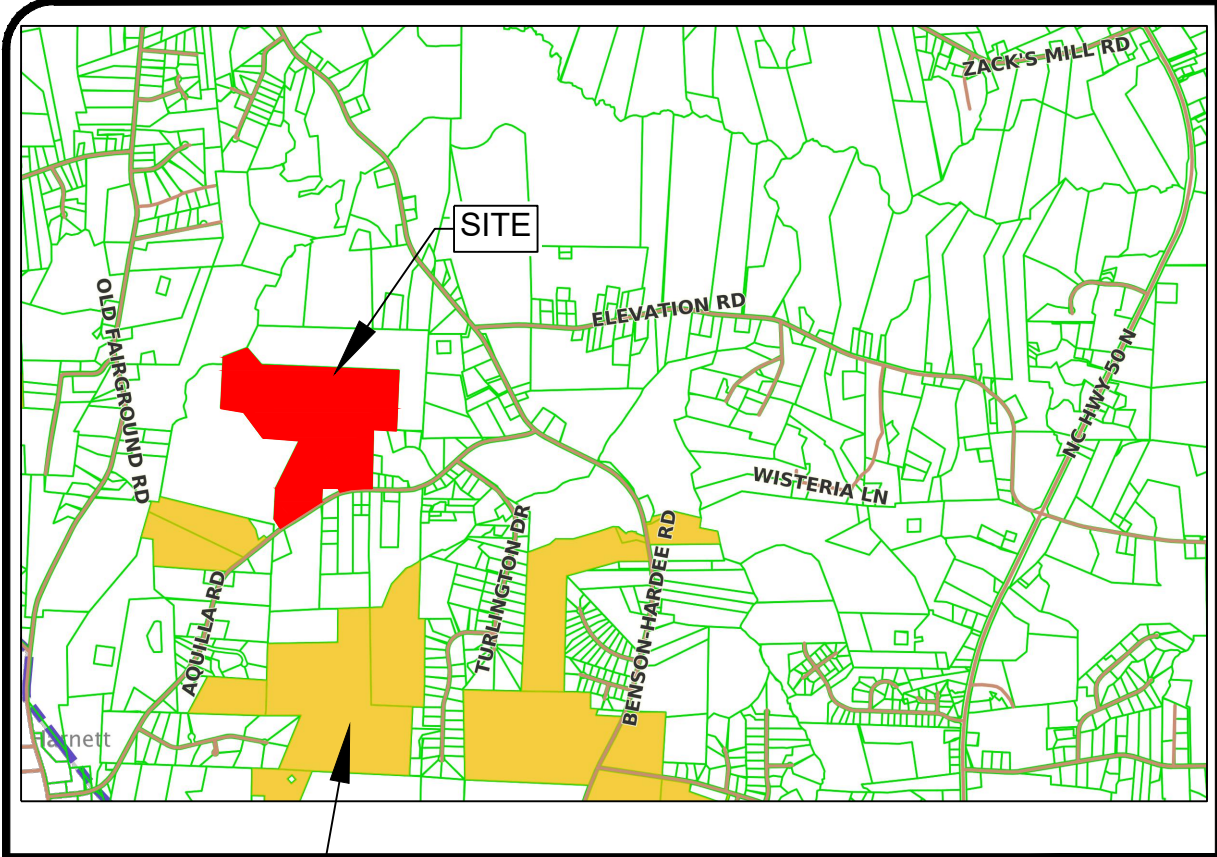 ZACK'S MILL RD
SITE
OLD FAIRGROUND RD
ELEVATION RD
NC HWY 50 N
WISTERIA LN
TURLINGTON DR
BENSON-HARDEE RD
AQUILLA RD
Harnett